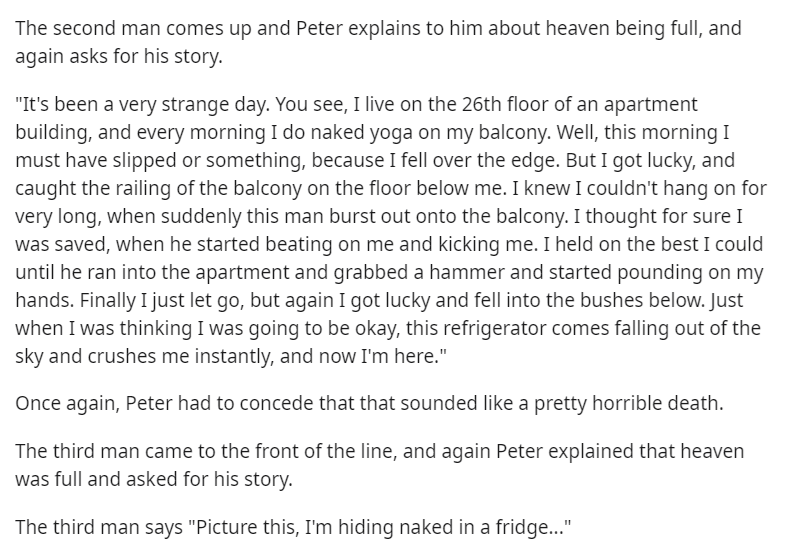 The second man comes up and Peter explains to him about heaven being full, and
again asks for his story.
"It's been a very strange day. You see, I live on the 26th floor of an apartment
building, and every morning I do naked yoga on my balcony. Well, this morning I
must have slipped or something, because I fell over the edge. But I got lucky, and
caught the railing of the balcony on the floor below me. I knew I couldn't hang on for
very long, when suddenly this man burst out onto the balcony. I thought for sure I
was saved, when he started beating on me and kicking me. I held on the best I could
until he ran into the apartment and grabbed a hammer and started pounding on my
hands. Finally I just let go, but again I got lucky and fell into the bushes below. Just
when I was thinking I was going to be okay, this refrigerator comes falling out of the
sky and crushes me instantly, and now I'm here."
Once again, Peter had to concede that that sounded like a pretty horrible death.
The third man came to the front of the line, and again Peter explained that heaven
was full and asked for his story.
The third man says "Picture this, I'm hiding naked in a fridge..."